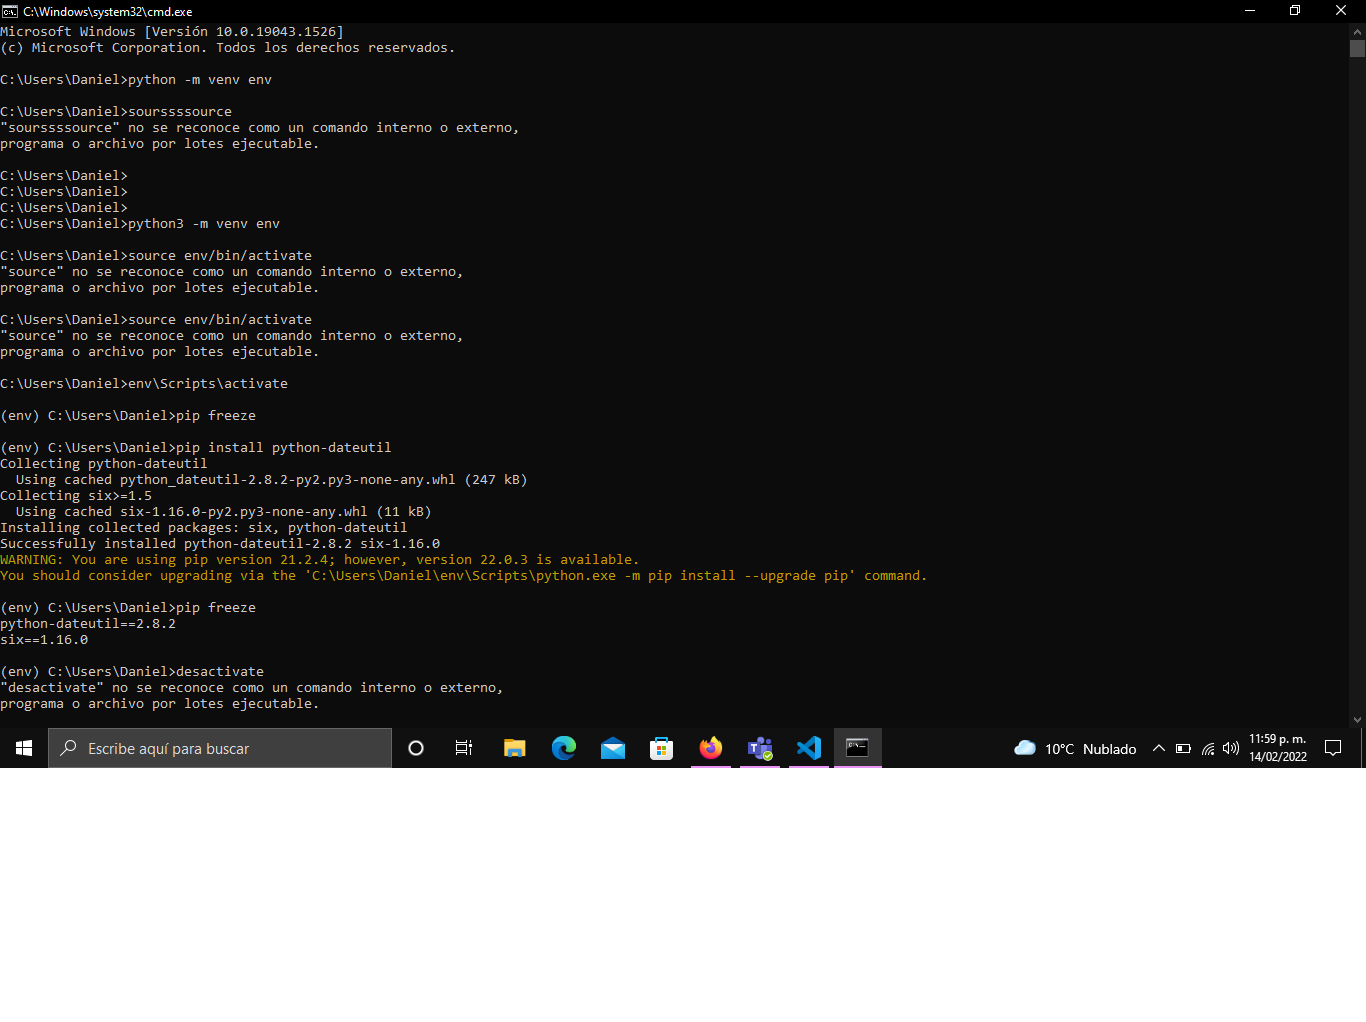 C:\Windows\system32\cmd.exe
Microsoft Windows [Versión 10.0.19043.1526]
(c) Microsoft Corporation. Todos los derechos reservados.
C:\Users\Daniel>python -m venv env
C:\Users\Daniel>sourssssource
"sourssssource" no se reconoce como un comando interno o externo,
programa o archivo por lotes ejecutable.
C:\Users\Daniel>
C:\Users\Daniel>
C:\Users\Daniel>
C:\Users\Daniel>python3 -m venv env
C:\Users\Daniel>source env/bin/activate
"source" no se reconoce como un comando interno o externo,
programa o archivo por lotes ejecutable.
C:\Users\Daniel>source env/bin/activate
"source" no se reconoce como un comando interno o externo,
programa o archivo por lotes ejecutable.
C:\Users\Daniel>env\Scripts\activate
(env) C:\Users\Daniel>pip freeze
(env) C:\Users\Daniel>pip install python-dateutil
Collecting python-dateutil
  Using cached python_dateutil-2.8.2-py2.py3-none-any.whl (247 kB)
Collecting six>=1.5
  Using cached six-1.16.0-py2.py3-none-any.whl (11 kB)
Installing collected packages: six, python-dateutil
Successfully installed python-dateutil-2.8.2 six-1.16.0
WARNING: You are using pip version 21.2.4; however, version 22.0.3 is available.
You should consider upgrading via the 'C:\Users\Daniel\env\Scripts\python.exe -m pip install --upgrade pip' command.
(env) C:\Users\Daniel>pip freeze
python-dateutil==2.8.2
six==1.16.0
(env) C:\Users\Daniel>desactivate
"desactivate" no se reconoce como un comando interno o externo,
programa o archivo por lotes ejecutable.
Escribe aquí para buscar
10°C Nublado
11:59 p. m.
14/02/2022